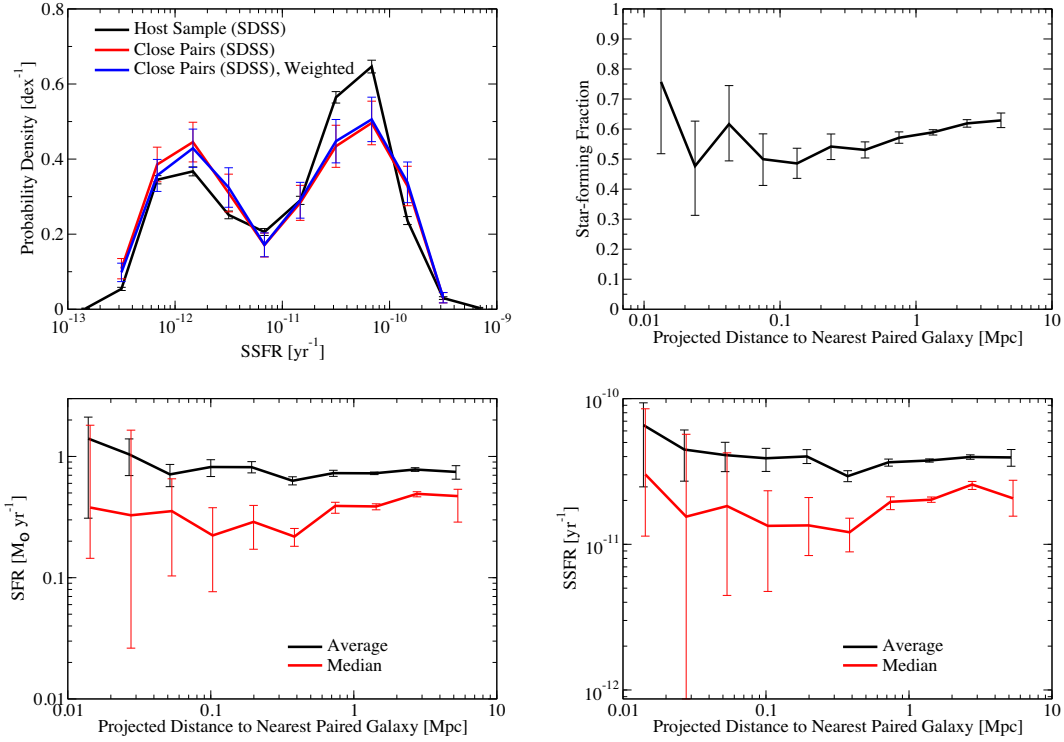 Host Sample (SDSS)
Close Pairs (SDSS)
Close Pairs (SDSS), Weighted
Probability Density [dex⁻¹]
0.8
0.6
0.4
0.2
0
10⁻¹³
10⁻¹²
10⁻¹¹
10⁻¹⁰
10⁻⁹
SSFR [yr⁻¹]
Star-forming Fraction
1
0.9
0.8
0.7
0.6
0.5
0.4
0.3
0.2
0.1
0
0.01
0.1
1
10
Projected Distance to Nearest Paired Galaxy [Mpc]
SFR [M⊙ yr⁻¹]
1
0.1
0.01
Average
Median
0.01
0.1
1
10
Projected Distance to Nearest Paired Galaxy [Mpc]
SSFR [yr⁻¹]
10⁻¹⁰
10⁻¹¹
10⁻¹²
Average
Median
0.01
0.1
1
10
Projected Distance to Nearest Paired Galaxy [Mpc]